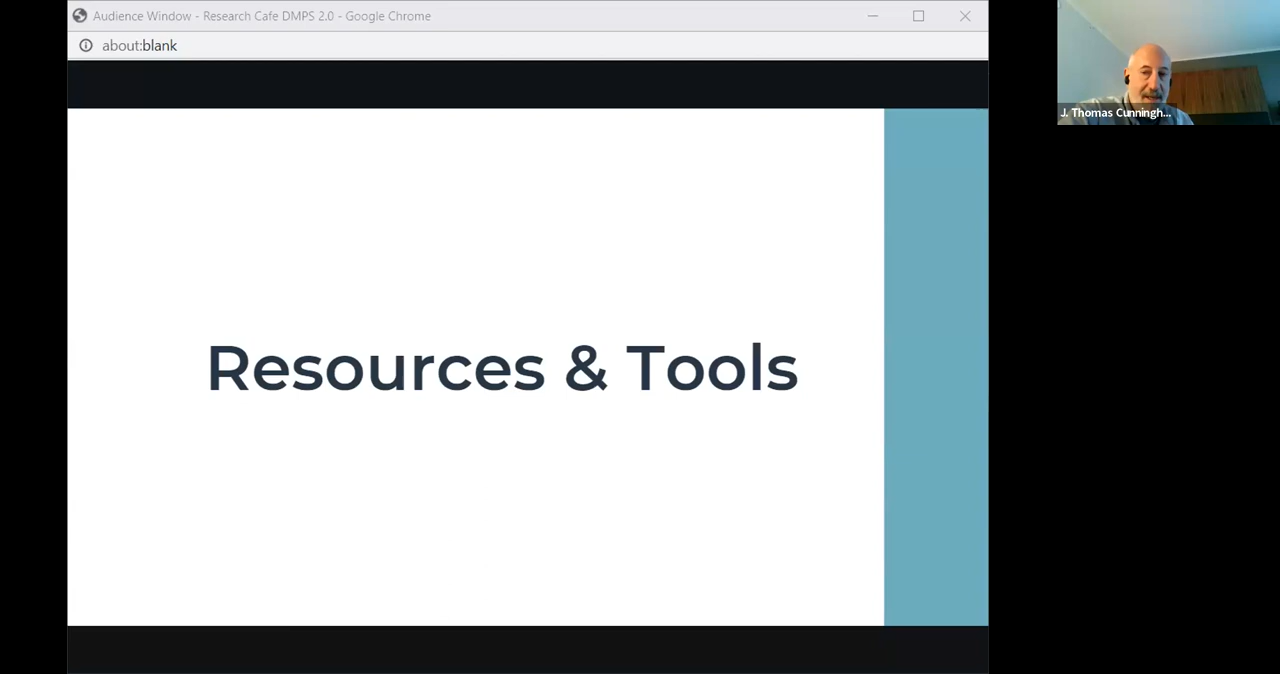 Audience Window - Research Cafe DMPS 2.0 - Google Chrome
about:blank
J. Thomas Cunningh...
Resources & Tools